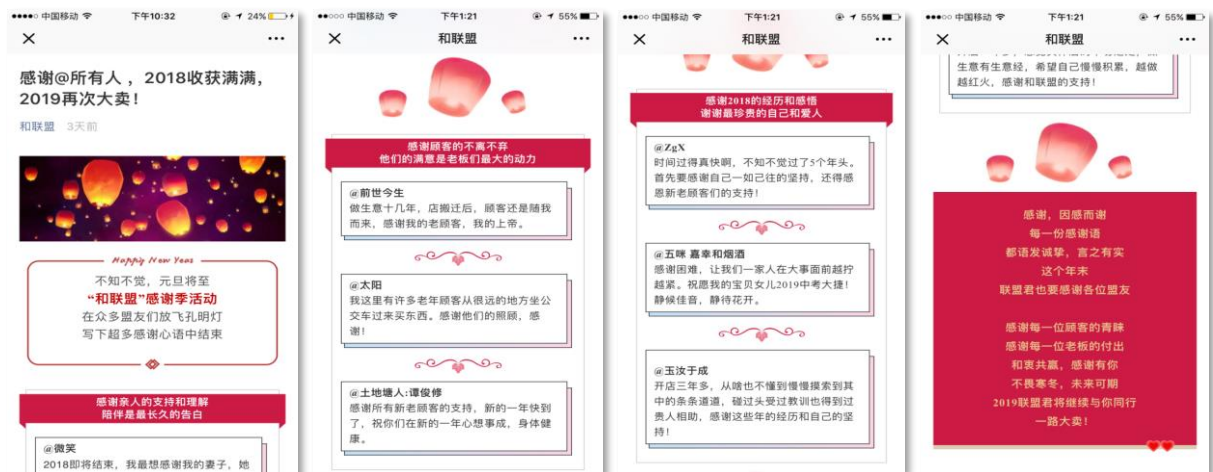 中国移动 下午10:32 24%
感谢@所有人，2018收获满满，
2019再次大卖！
和联盟 3天前
Happy New Year
不知不觉，元旦将至
“和联盟”感谢季活动
在众多盟友们放飞孔明灯
写下超多感谢心语中结束
感谢亲人的支持和理解
陪伴是最长久的告白
@微笑
2018即将结束，我最想感谢我的妻子，她
中国移动 下午1:21 55%
和联盟
感谢顾客的不离不弃
他们的满意是老板们最大的动力
@前世今生
做生意十几年，店搬迁后，顾客还是随我
而来，感谢我的老顾客，我的上帝。
@太阳
我这里有许多老年顾客从很远的地方坐公
交车过来买东西。感谢他们的照顾，感
谢！
@土地塘人:谭俊修
感谢所有新老顾客的支持，新的一年快到
了，祝你们在新的一年心想事成，身体健
康。
中国移动 下午1:21 55%
和联盟
感谢2018的经历和感悟
谢谢最珍贵的自己和爱人
@ZgX
时间过得真快啊，不知不觉过了5个年头。
首先要感谢自己一如己往的坚持，还得感
恩新老顾客们的支持！
@五咪 嘉幸和烟酒
感谢困难，让我们一家人在大事面前越拧
越紧。祝愿我的宝贝女儿2019中考大捷！
静候佳音，静待花开。
@玉汝于成
开店三年多，从啥也不懂到慢慢摸索到其
中的条条道道，碰过头受过教训也得到过
贵人相助，感谢这些年的经历和自己的坚
持！
中国移动 下午1:21 55%
和联盟
生意有生意经，希望自己慢慢积累，越做
越红火，感谢和联盟的支持！
感谢，因感而谢
每一份感谢语
都语发诚挚，言之有实
这个年末
联盟君也要感谢各位盟友
感谢每一位顾客的青睐
感谢每一位老板的付出
和衷共赢，感谢有你
不畏寒冬，未来可期
2019联盟君将继续与你同行
一路大卖！